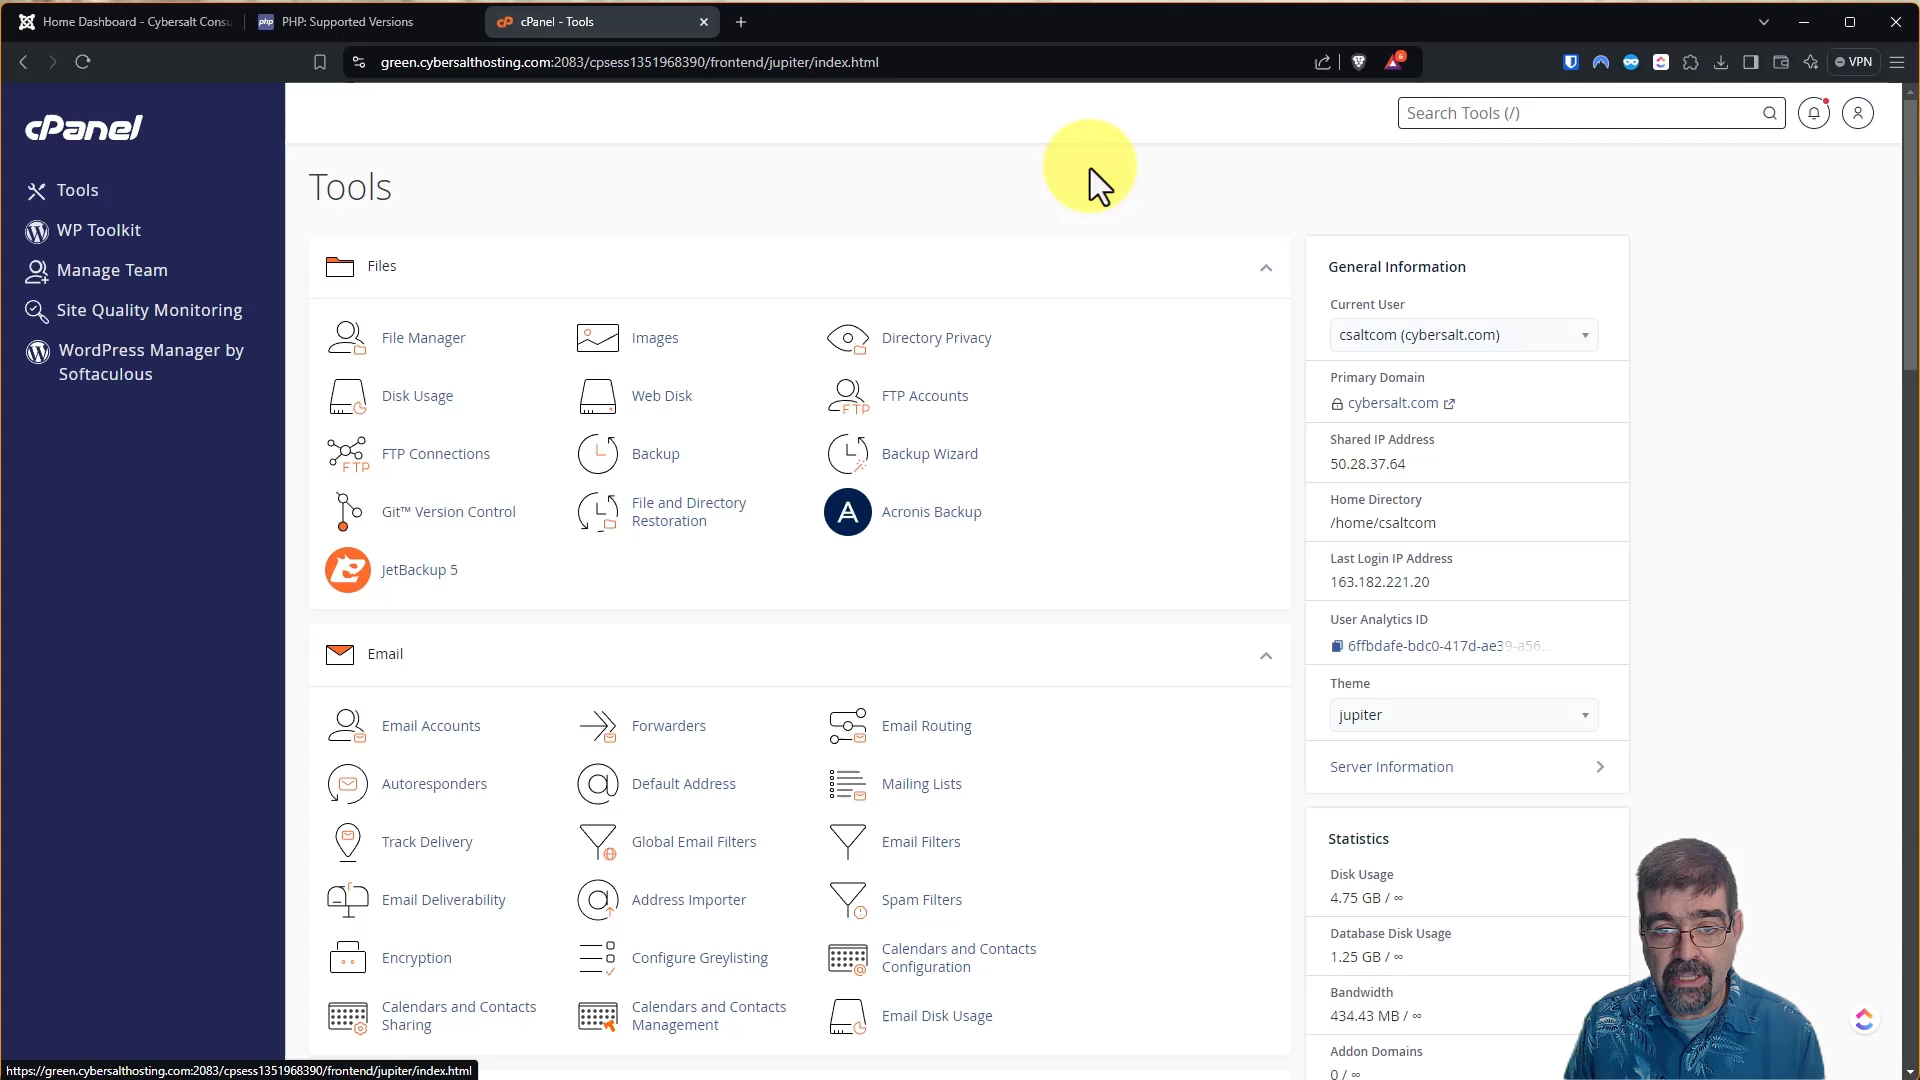 Home Dashboard - Cybersalt Consu
php
PHP: Supported Versions
cPanel - Tools
green.cybersalthosting.com:2083/cpsess1351968390/frontend/jupiter/index.html
6
VPN
cPanel
Tools
WP Toolkit
Manage Team
Site Quality Monitoring
WordPress Manager by
Softaculous
Search Tools (/)
Tools
Files
File Manager
Images
Directory Privacy
Disk Usage
Web Disk
FTP
FTP Accounts
FTP
FTP Connections
Backup
Backup Wizard
Git™ Version Control
File and Directory
Restoration
A
Acronis Backup
JetBackup 5
Email
Email Accounts
Forwarders
Email Routing
Autoresponders
Default Address
Mailing Lists
Track Delivery
Global Email Filters
Email Filters
Email Deliverability
Address Importer
Spam Filters
Encryption
Configure Greylisting
Calendars and Contacts
Configuration
Calendars and Contacts
Sharing
Calendars and Contacts
Management
Email Disk Usage
General Information
Current User
csaltcom (cybersalt.com)
Primary Domain
cybersalt.com
Shared IP Address
50.28.37.64
Home Directory
/home/csaltcom
Last Login IP Address
163.182.221.20
User Analytics ID
6ffbdafe-bdc0-417d-ae39-a56...
Theme
jupiter
Server Information
Statistics
Disk Usage
4.75 GB / ∞
Database Disk Usage
1.25 GB / ∞
Bandwidth
434.43 MB / ∞
Addon Domains
0 / ∞
https://green.cybersalthosting.com:2083/cpsess1351968390/frontend/jupiter/index.html